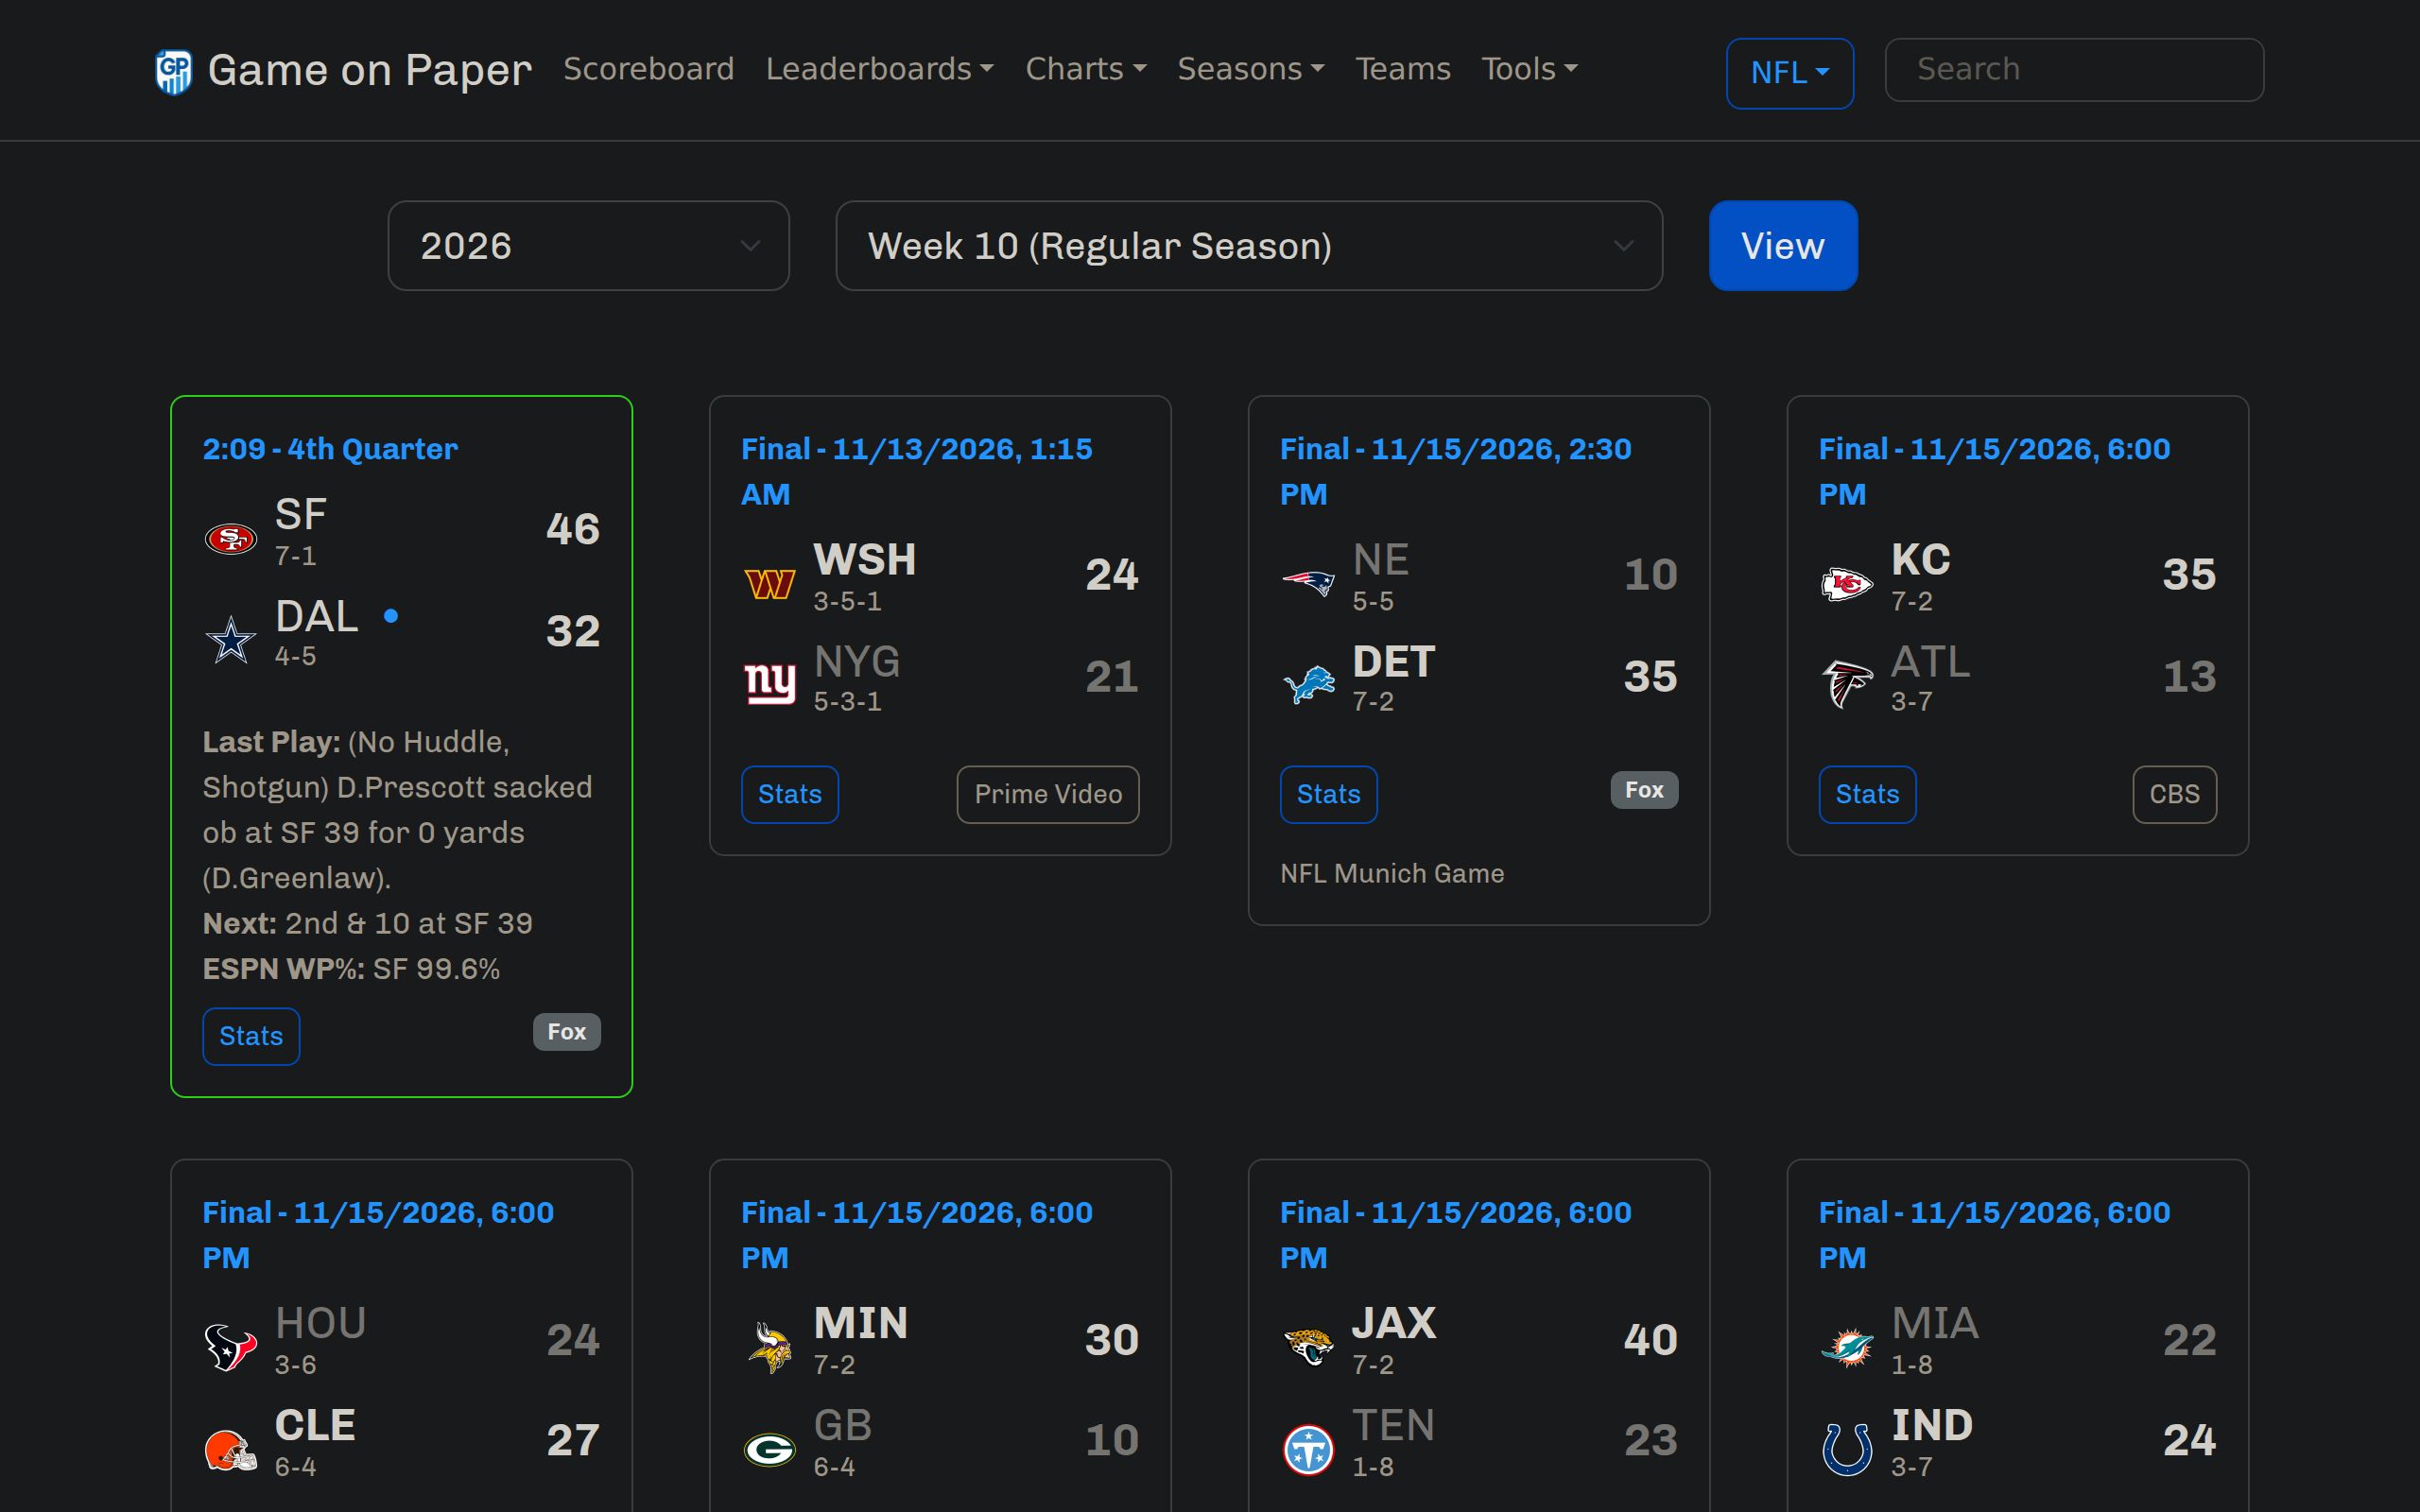 GP Game on Paper Scoreboard Leaderboards Charts Seasons Teams Tools NFL Search
2026 Week 10 (Regular Season) View
2:09 - 4th Quarter
SF 46
7-1
DAL 32
4-5
Last Play: (No Huddle,
Shotgun) D.Prescott sacked
ob at SF 39 for 0 yards
(D.Greenlaw).
Next: 2nd & 10 at SF 39
ESPN WP%: SF 99.6%
Stats Fox
Final - 11/13/2026, 1:15
AM
WSH 24
3-5-1
NYG 21
5-3-1
Stats Prime Video
Final - 11/15/2026, 2:30
PM
NE 10
5-5
DET 35
7-2
Stats Fox
NFL Munich Game
Final - 11/15/2026, 6:00
PM
KC 35
7-2
ATL 13
3-7
Stats CBS
Final - 11/15/2026, 6:00
PM
HOU 24
3-6
CLE 27
6-4
Final - 11/15/2026, 6:00
PM
MIN 30
7-2
GB 10
6-4
Final - 11/15/2026, 6:00
PM
JAX 40
7-2
TEN 23
1-8
Final - 11/15/2026, 6:00
PM
MIA 22
1-8
IND 24
3-7